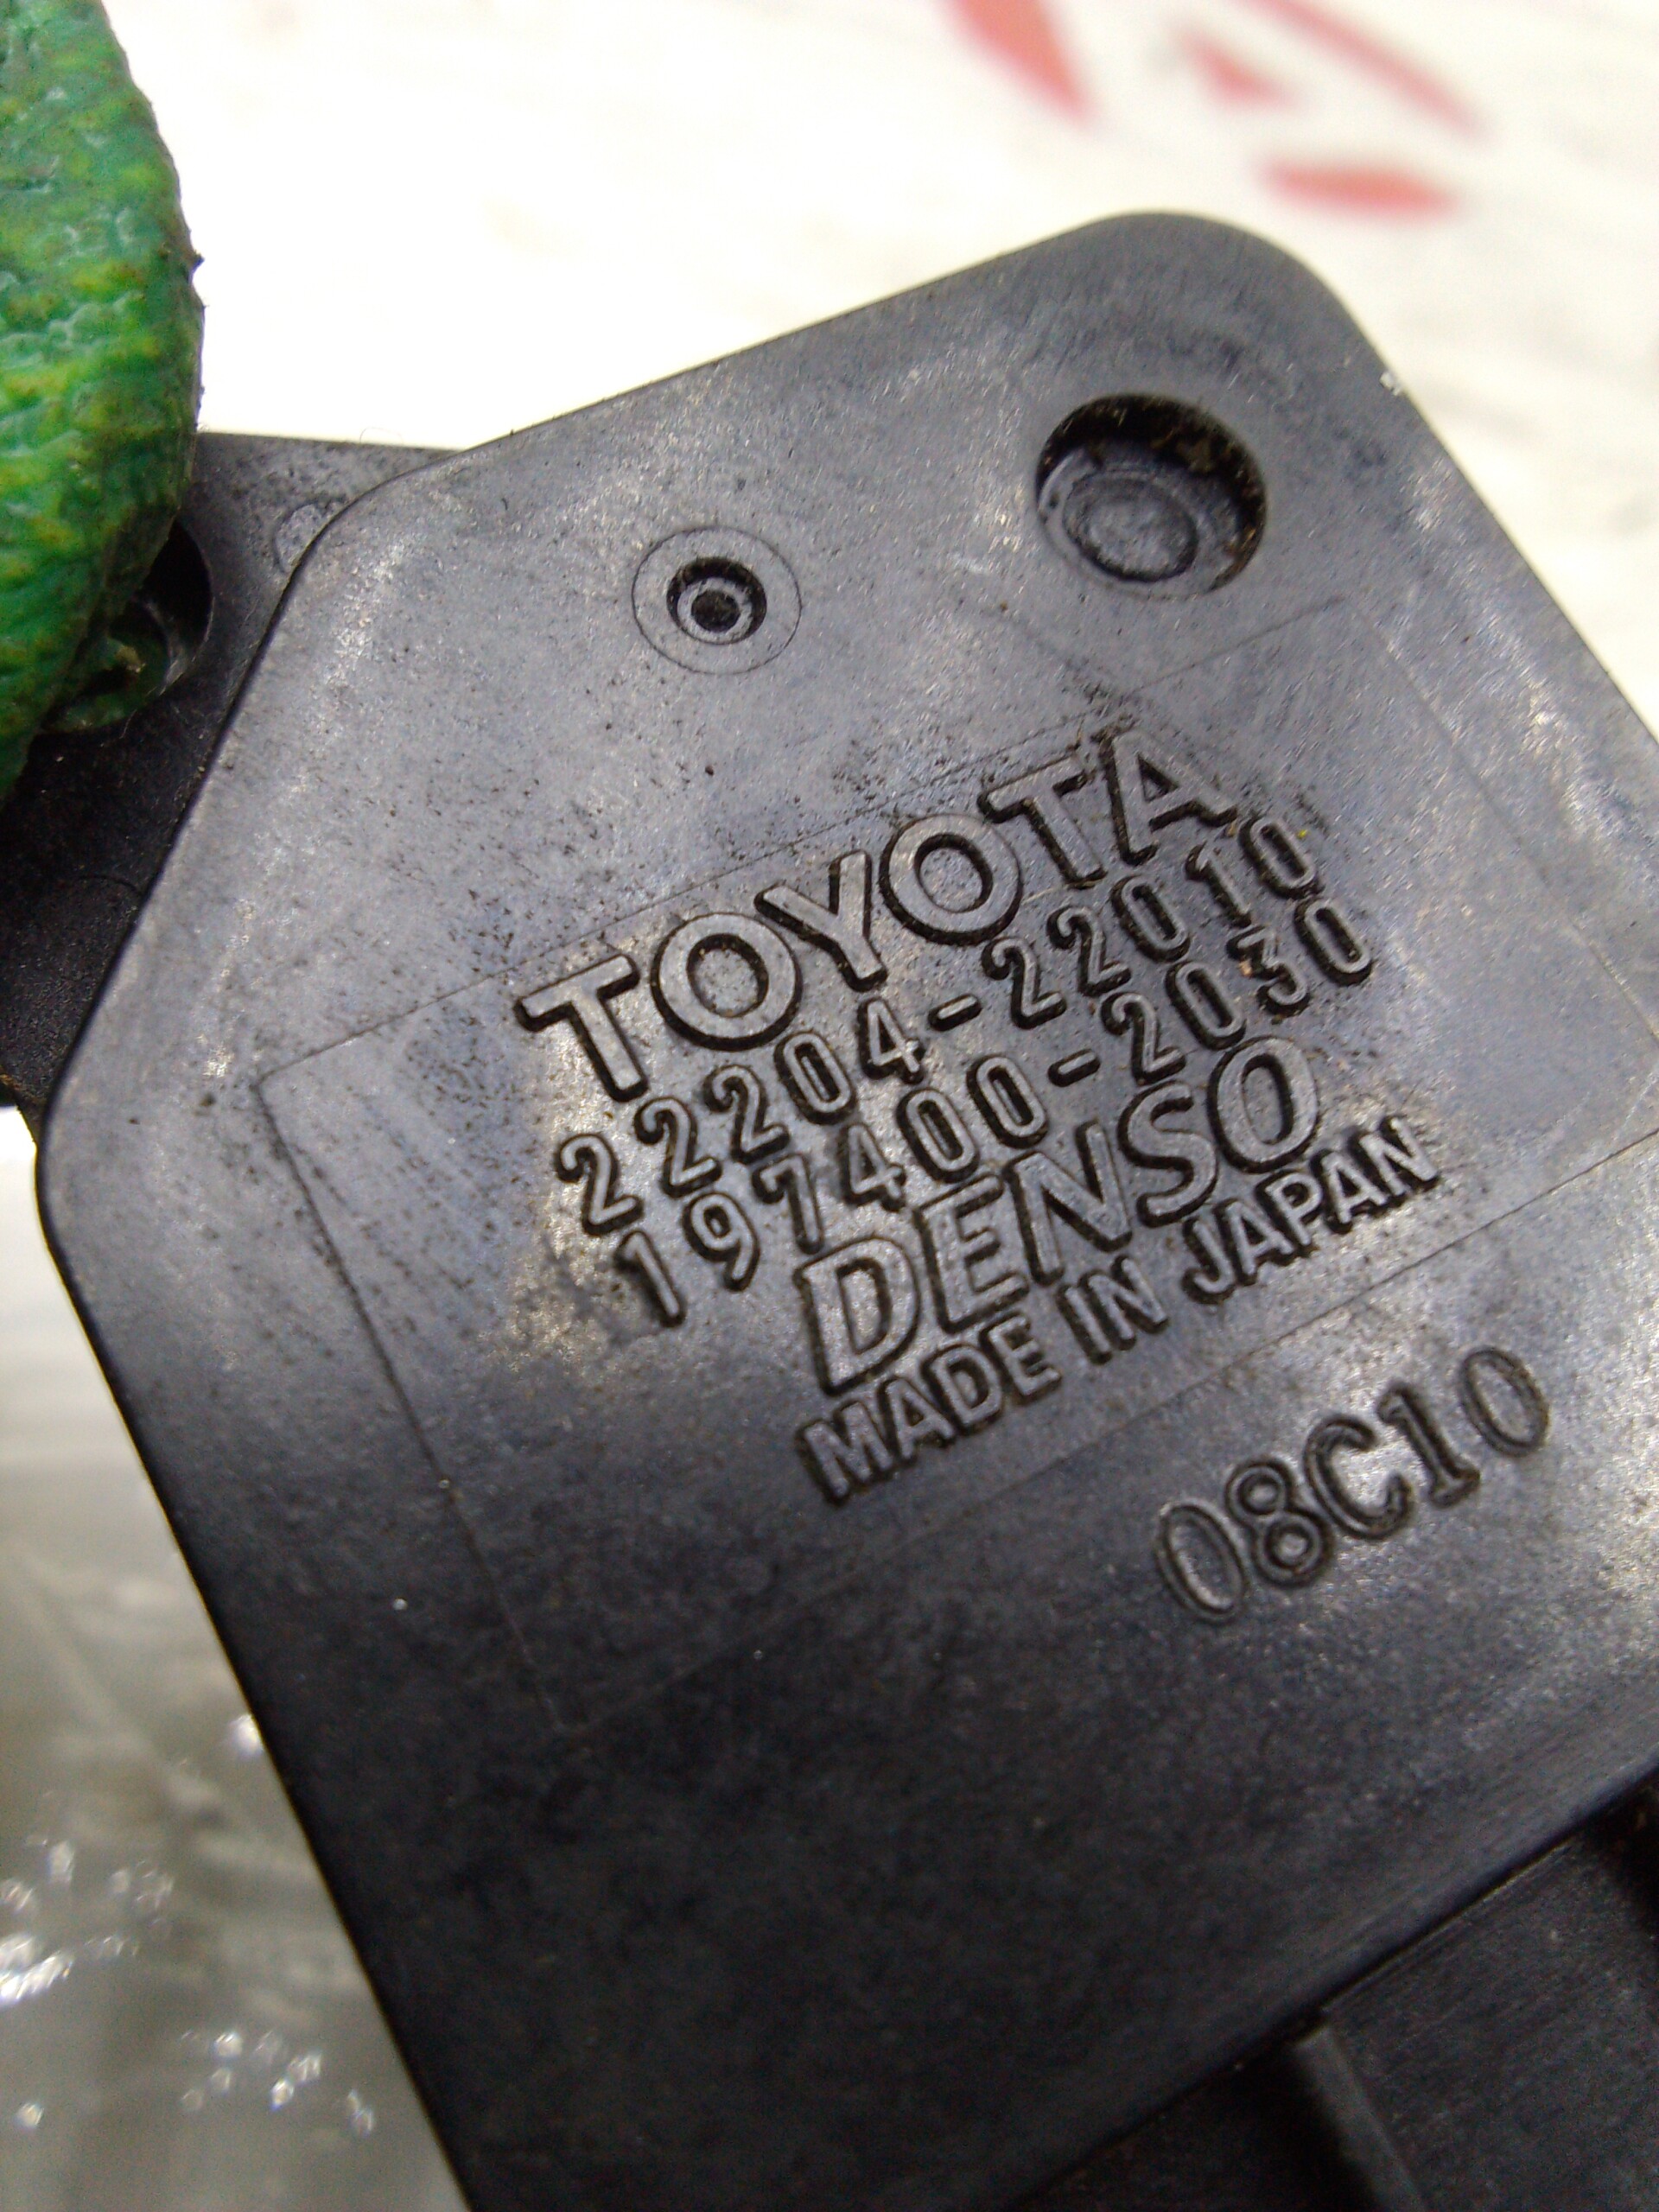 TOYOTA
22204-22010
197400-2030
DENSO
MADE IN JAPAN
08C10